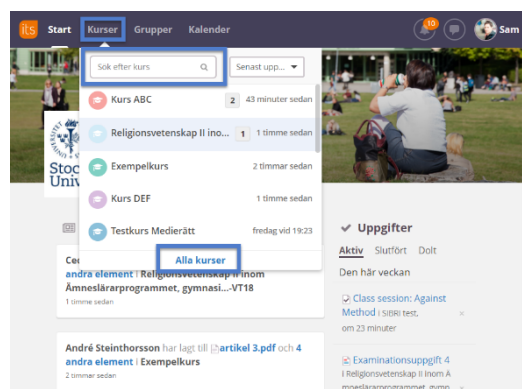 its Start Kurser Grupper Kalender 10 Sam
Sök efter kurs Senast upp...
Kurs ABC 2 43 minuter sedan
Religionsvetenskap II ino... 1 1 timme sedan
Exempelkurs 2 timmar sedan
Kurs DEF 1 timme sedan
Testkurs Medierätt fredag vid 19:23
Alla kurser
Stoc
Univ
Uppgifter
Aktiv Slutfört Dolt
Den här veckan
Class session: Against
Method i SIBRI test,
om 23 minuter
Examinationsuppgift 4
i Religionsvetenskap II inom Ä
andra element i Religionsvetenskap II inom
Ämneslärarprogrammet, gymnasi...-VT18
1 timme sedan
André Steinthorsson har lagt till artikel 3.pdf och 4
andra element i Exempelkurs
2 timmar sedan